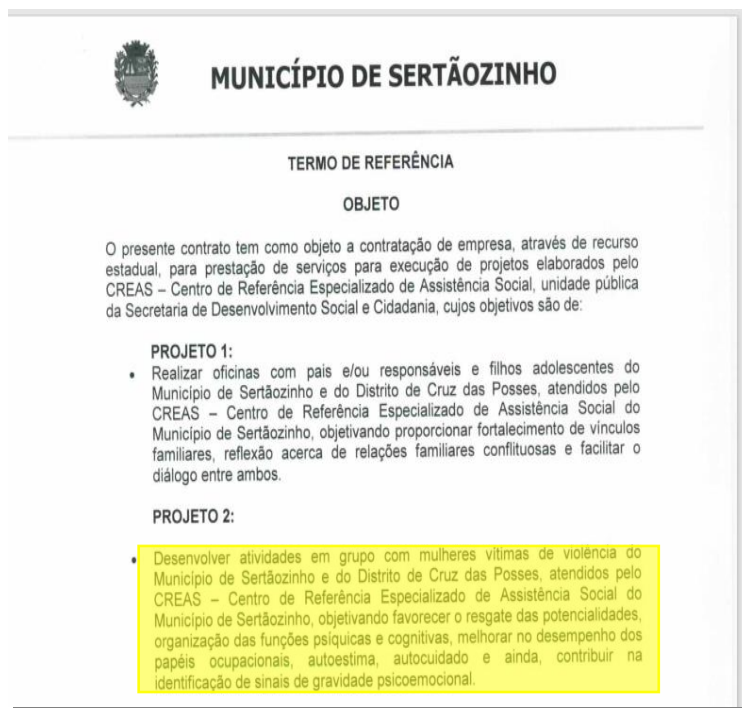 MUNICÍPIO DE SERTÃOZINHO
TERMO DE REFERÊNCIA
OBJETO
O presente contrato tem como objeto a contratação de empresa, através de recurso
estadual, para prestação de serviços para execução de projetos elaborados pelo
CREAS – Centro de Referência Especializado de Assistência Social, unidade pública
da Secretaria de Desenvolvimento Social e Cidadania, cujos objetivos são de:
PROJETO 1:
• Realizar oficinas com pais e/ou responsáveis e filhos adolescentes do
Município de Sertãozinho e do Distrito de Cruz das Posses, atendidos pelo
CREAS – Centro de Referência Especializado de Assistência Social do
Município de Sertãozinho, objetivando proporcionar fortalecimento de vínculos
familiares, reflexão acerca de relações familiares conflituosas e facilitar o
diálogo entre ambos.
PROJETO 2:
• Desenvolver atividades em grupo com mulheres vítimas de violência do
Município de Sertãozinho e do Distrito de Cruz das Posses, atendidos pelo
CREAS – Centro de Referência Especializado de Assistência Social do
Município de Sertãozinho, objetivando favorecer o resgate das potencialidades,
organização das funções psíquicas e cognitivas, melhorar no desempenho dos
papéis ocupacionais, autoestima, autocuidado e ainda, contribuir na
identificação de sinais de gravidade psicoemocional.